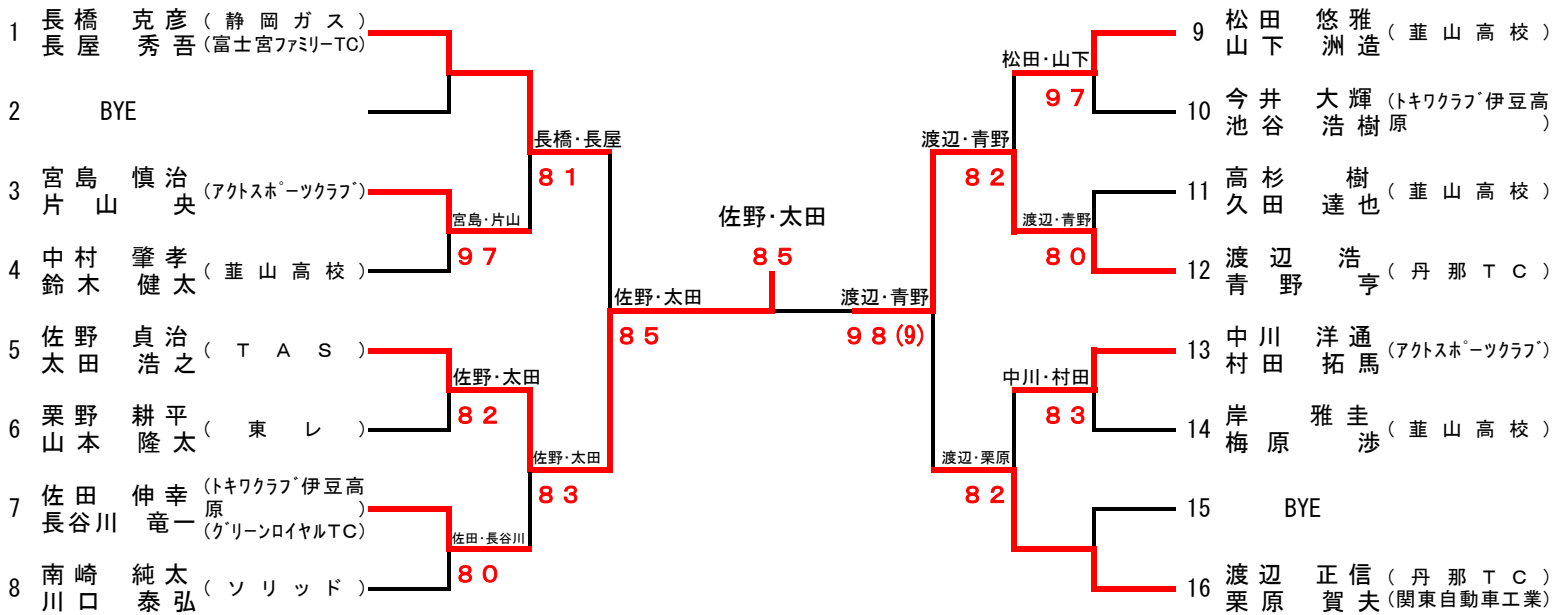 1 長橋 克彦 (静岡ガス)
長屋 秀吾 (富士宮ファミリーTC)
2 BYE
3 宮島 慎治 (アクトスポーツクラブ)
片山 央
4 中村 肇孝 (韮山高校)
鈴木 健太
5 佐野 貞治 (TAS)
太田 浩之
6 栗野 耕平 (東レ)
山本 隆太
7 佐田 伸幸 (トキワクラブ伊豆高原)
長谷川 竜一 (グリーンロイヤルTC)
8 南崎 純太 (ソリッド)
川口 泰弘
長橋・長屋
81
宮島・片山
97
佐野・太田
82
佐野・太田
83
佐田・長谷川
80
佐野・太田
85
佐野・太田
85
渡辺・青野
98(9)
松田・山下
97
渡辺・青野
82
渡辺・青野
80
中川・村田
83
渡辺・栗原
82
9 松田 悠雅 (韮山高校)
山下 洲造
10 今井 大輝 (トキワクラブ伊豆高原)
池谷 浩樹
11 高杉 樹 (韮山高校)
久田 達也
12 渡辺 浩 (丹那TC)
青野 亨
13 中川 洋通 (アクトスポーツクラブ)
村田 拓馬
14 岸 雅圭 (韮山高校)
梅原 渉
15 BYE
16 渡辺 正信 (丹那TC)
栗原 賀夫 (関東自動車工業)